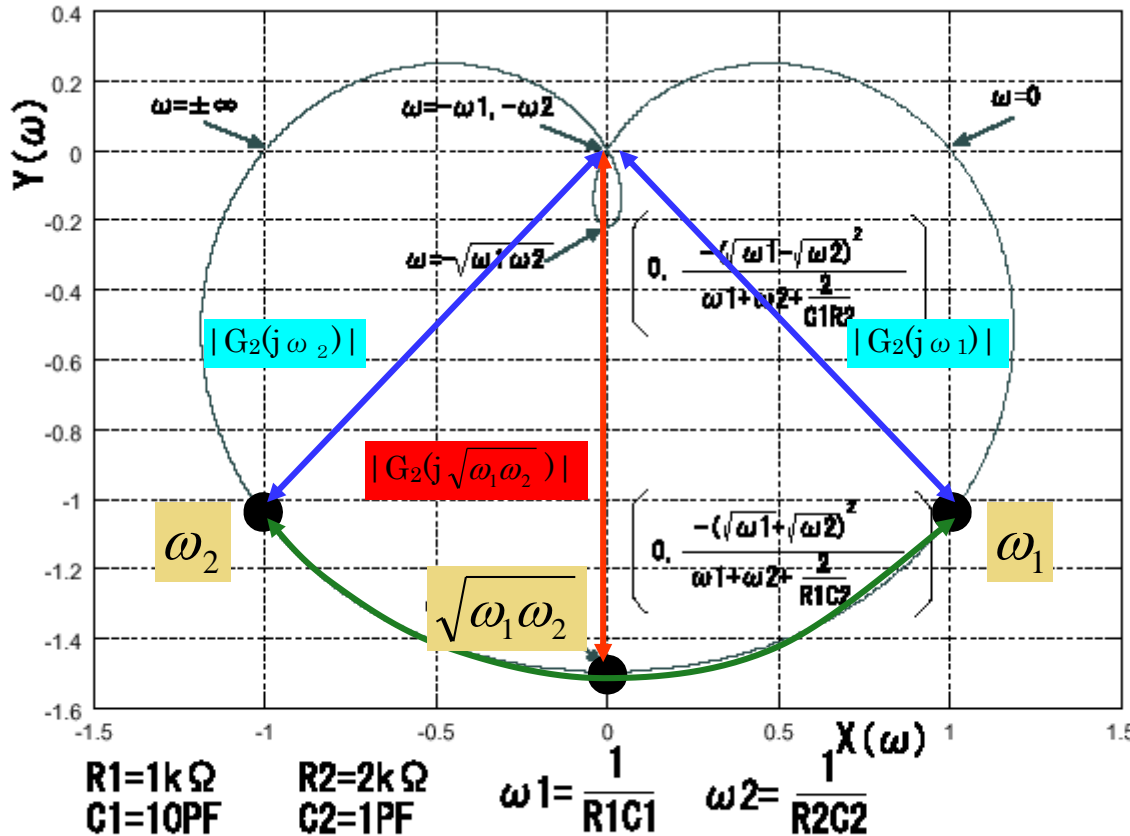 0.4
0.2
0
-0.2
-0.4
-0.6
-0.8
-1
-1.2
-1.4
-1.6
Y(ω)
ω=±∞
ω=-ω1, -ω2
ω=0
ω=-√ω1ω2
(0, -(√ω1-√ω2)² / (ω1+ω2+2/C1R2))
|G₂(jω₂)|
|G₂(jω₁)|
|G₂(j√ω₁ω₂)|
ω₂
(0, -(√ω1+√ω2)² / (ω1+ω2+2/R1C2))
ω₁
√ω₁ω₂
-1.5 -1 -0.5 0 0.5 1 1.5
X(ω)
R1=1kΩ R2=2kΩ ω1=1/R1C1 ω2=1/R2C2
C1=10PF C2=1PF